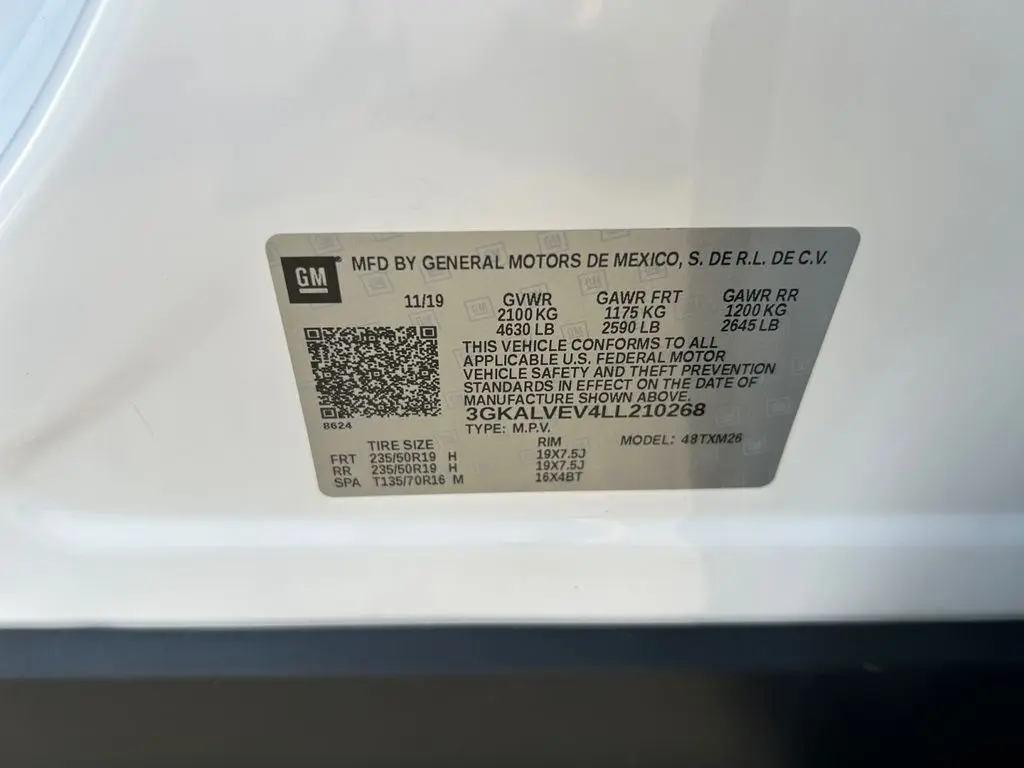 GM MFD BY GENERAL MOTORS DE MEXICO, S. DE R.L. DE C.V.
11/19 GVWR GAWR FRT GAWR RR
2100 KG 1175 KG 1200 KG
4630 LB 2590 LB 2645 LB
THIS VEHICLE CONFORMS TO ALL
APPLICABLE U.S. FEDERAL MOTOR
VEHICLE SAFETY AND THEFT PREVENTION
STANDARDS IN EFFECT ON THE DATE OF
MANUFACTURE SHOWN ABOVE.
3GKALVEV4LL210268
8624 TYPE: M.P.V.
TIRE SIZE RIM MODEL: 48TXM26
FRT 235/50R19 H 19X7.5J
RR 235/50R19 H 19X7.5J
SPA T135/70R16 M 16X4BT